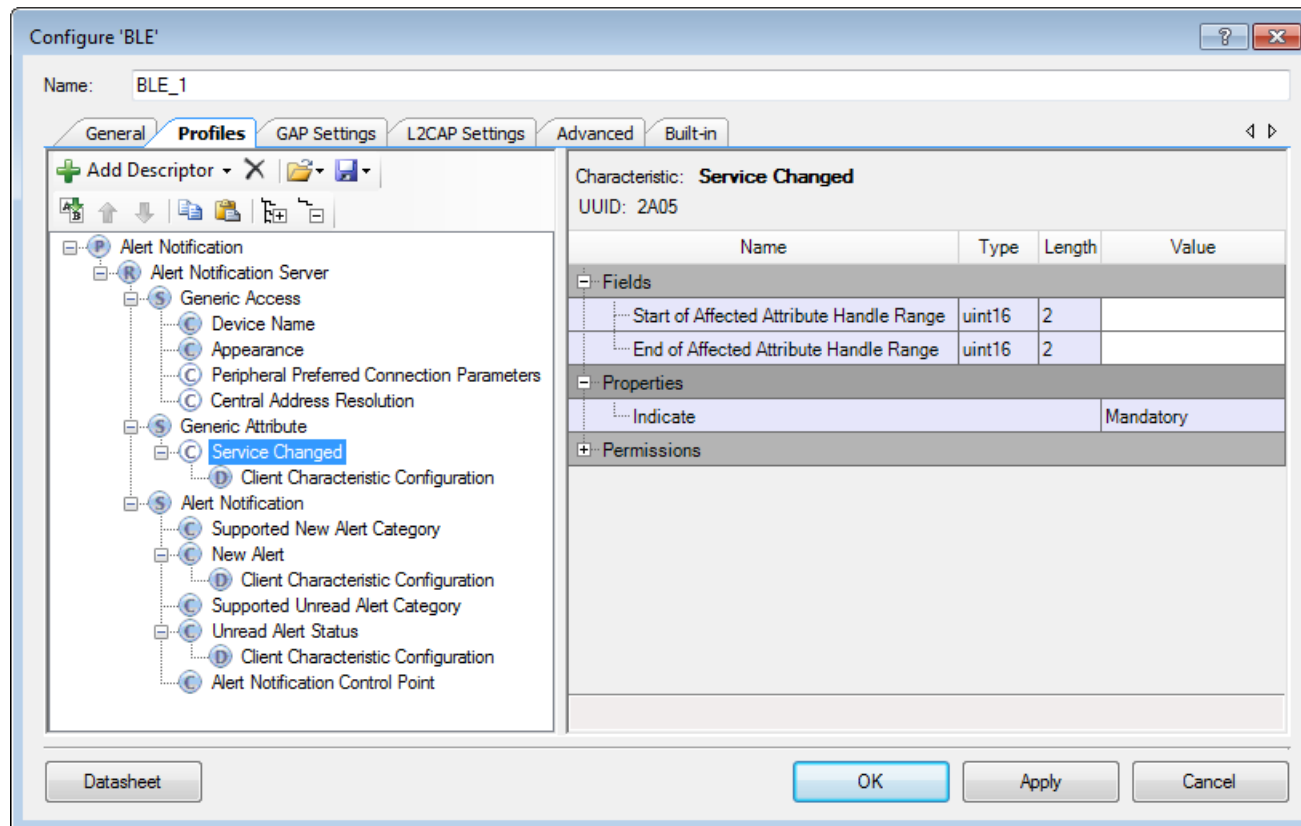 Configure 'BLE'
Name: BLE_1
General Profiles GAP Settings L2CAP Settings Advanced Built-in
Add Descriptor
P Alert Notification
R Alert Notification Server
S Generic Access
C Device Name
C Appearance
C Peripheral Preferred Connection Parameters
C Central Address Resolution
S Generic Attribute
C Service Changed
D Client Characteristic Configuration
S Alert Notification
C Supported New Alert Category
C New Alert
D Client Characteristic Configuration
C Supported Unread Alert Category
C Unread Alert Status
D Client Characteristic Configuration
C Alert Notification Control Point
Characteristic: Service Changed
UUID: 2A05
Name Type Length Value
Fields
Start of Affected Attribute Handle Range uint16 2
End of Affected Attribute Handle Range uint16 2
Properties
Indicate Mandatory
Permissions
Datasheet OK Apply Cancel